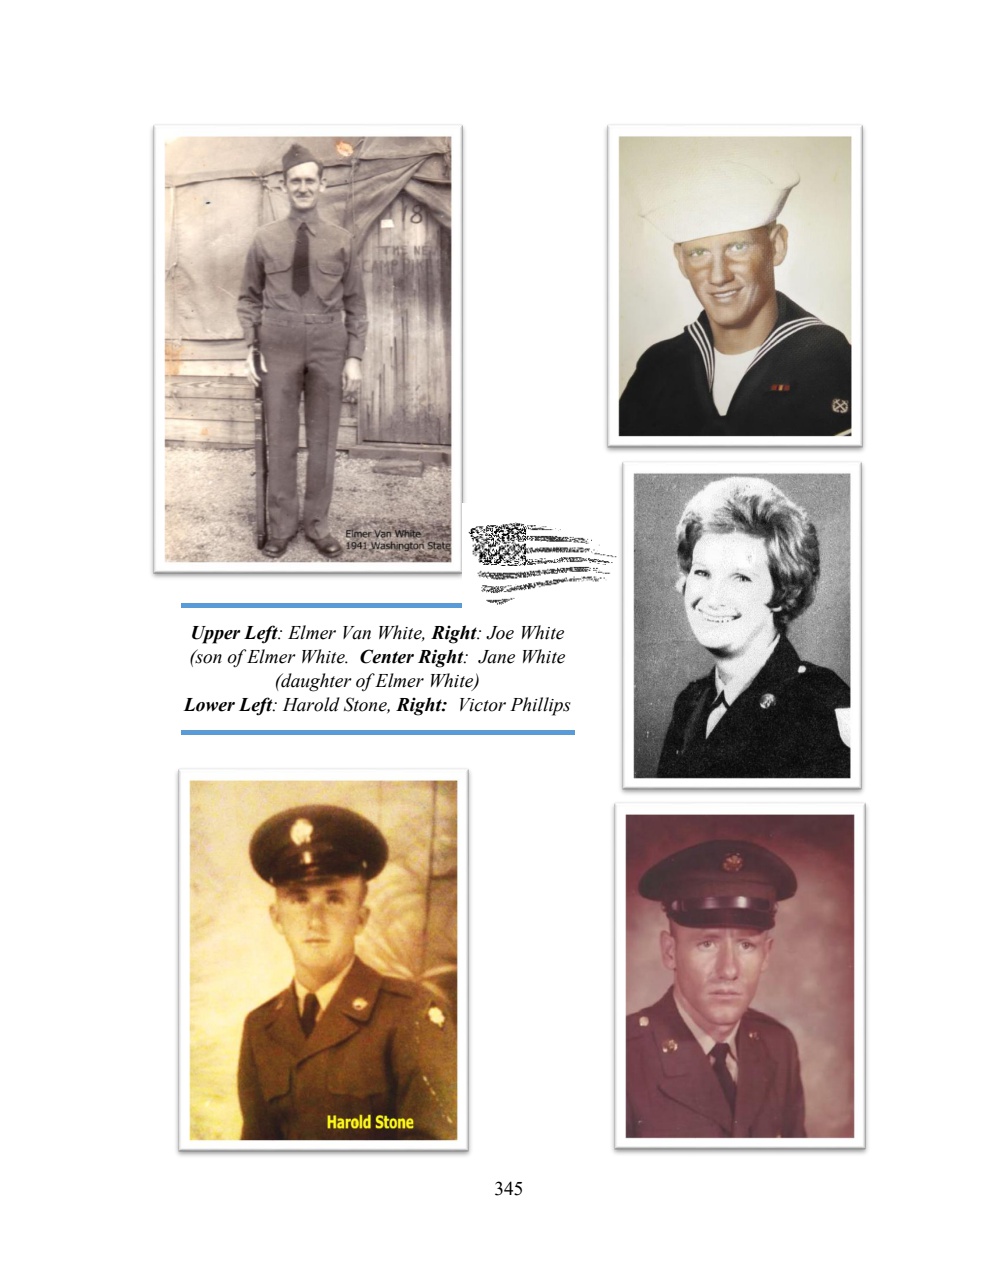 18
THE NE
CAMP
Elmer Van White
1941 Washington State
Upper Left: Elmer Van White, Right: Joe White
(son of Elmer White.  Center Right:  Jane White
(daughter of Elmer White)
Lower Left: Harold Stone, Right:  Victor Phillips
Harold Stone
345